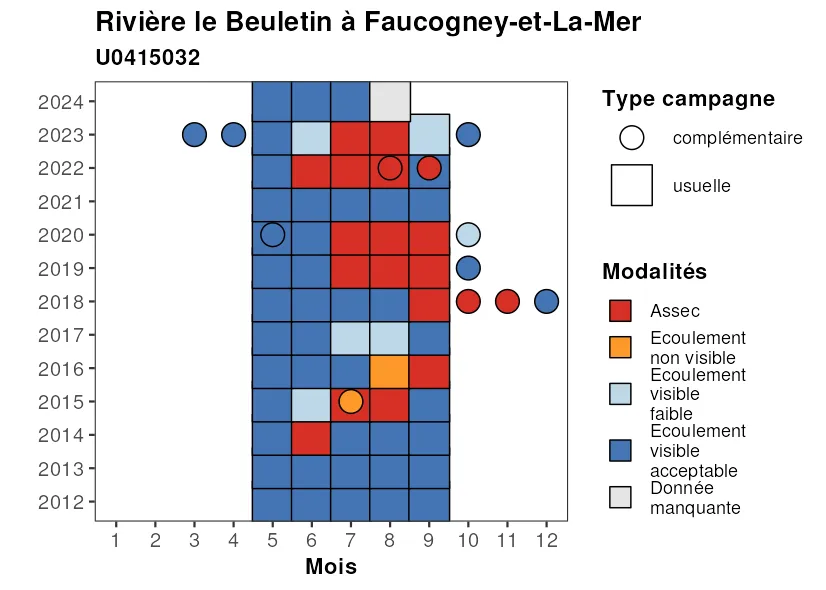 Rivière le Beuletin à Faucogney-et-La-Mer
U0415032
2024
2023
2022
2021
2020
2019
2018
2017
2016
2015
2014
2013
2012
1 2 3 4 5 6 7 8 9 10 11 12
Mois
Type campagne
complémentaire
usuelle
Modalités
Assec
Ecoulement
non visible
Ecoulement
visible
faible
Ecoulement
visible
acceptable
Donnée
manquante